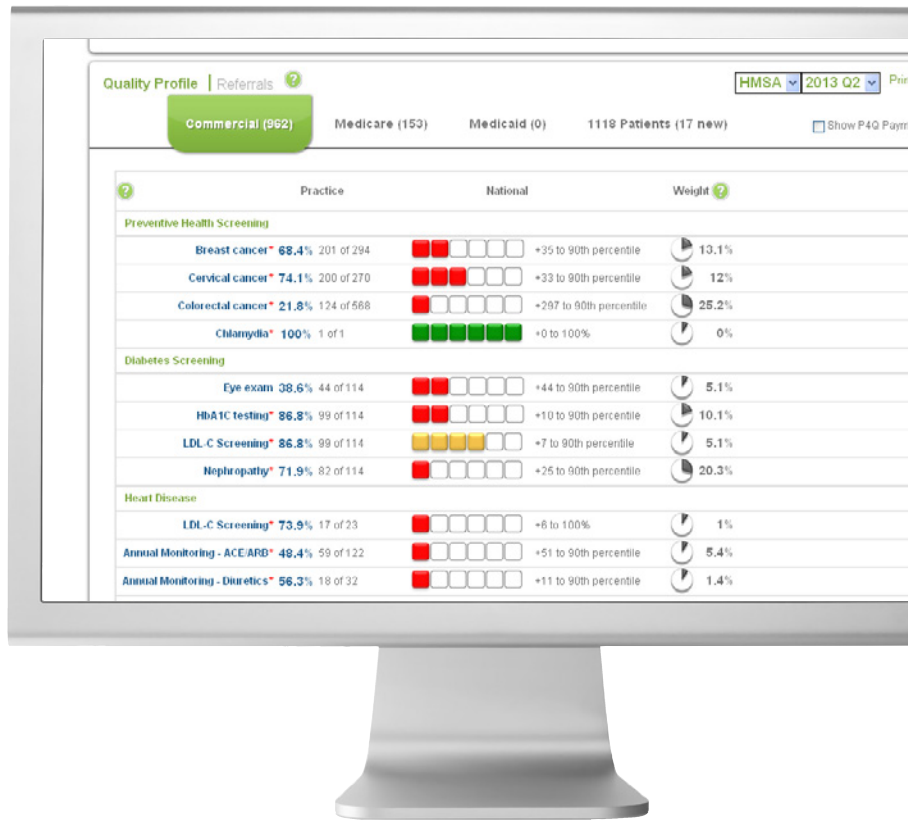 Quality Profile | Referrals ?
HMSA 2013 Q2
Commercial (962) Medicare (153) Medicaid (0) 1118 Patients (17 new) Show P4Q
? Practice National Weight ?
Preventive Health Screening
Breast cancer* 68.4% 201 of 294 +35 to 90th percentile 13.1%
Cervical cancer* 74.1% 200 of 270 +33 to 90th percentile 12%
Colorectal cancer* 21.8% 124 of 568 +297 to 90th percentile 25.2%
Chlamydia* 100% 1 of 1 +0 to 100% 0%
Diabetes Screening
Eye exam 38.6% 44 of 114 +44 to 90th percentile 5.1%
HbA1C testing* 86.8% 99 of 114 +10 to 90th percentile 10.1%
LDL-C Screening* 86.8% 99 of 114 +7 to 90th percentile 5.1%
Nephropathy* 71.9% 82 of 114 +25 to 90th percentile 20.3%
Heart Disease
LDL-C Screening* 73.9% 17 of 23 +6 to 100% 1%
Annual Monitoring - ACE/ARB* 48.4% 59 of 122 +51 to 90th percentile 5.4%
Annual Monitoring - Diuretics* 56.3% 18 of 32 +11 to 90th percentile 1.4%